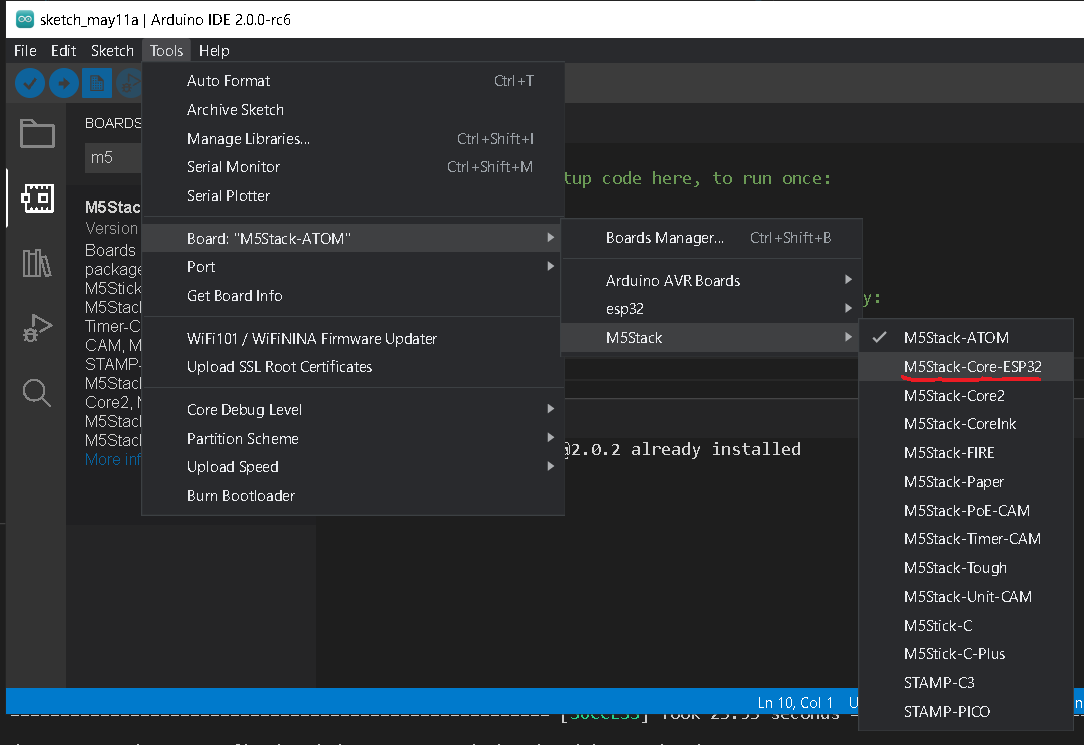 sketch_may11a | Arduino IDE 2.0.0-rc6
File Edit Sketch Tools Help
Auto Format Ctrl+T
Archive Sketch
Manage Libraries... Ctrl+Shift+I
Serial Monitor Ctrl+Shift+M
Serial Plotter
Board: "M5Stack-ATOM"
Port
Get Board Info
WiFi101 / WiFiNINA Firmware Updater
Upload SSL Root Certificates
Core Debug Level
Partition Scheme
Upload Speed
Burn Bootloader
BOARDS
m5
M5Stac
Version
Boards
package
M5Stick
M5Stack
Timer-C
CAM, M
STAMP-
M5Stack
Core2, M
M5Stack
M5Stack
More inf
tup code here, to run once:
y:
@2.0.2 already installed
Boards Manager... Ctrl+Shift+B
Arduino AVR Boards
esp32
M5Stack
M5Stack-ATOM
M5Stack-Core-ESP32
M5Stack-Core2
M5Stack-CoreInk
M5Stack-FIRE
M5Stack-Paper
M5Stack-PoE-CAM
M5Stack-Timer-CAM
M5Stack-Tough
M5Stack-Unit-CAM
M5Stick-C
M5Stick-C-Plus
STAMP-C3
STAMP-PICO
Ln 10, Col 1 U
[SUCCESS] Took 23.53 seconds